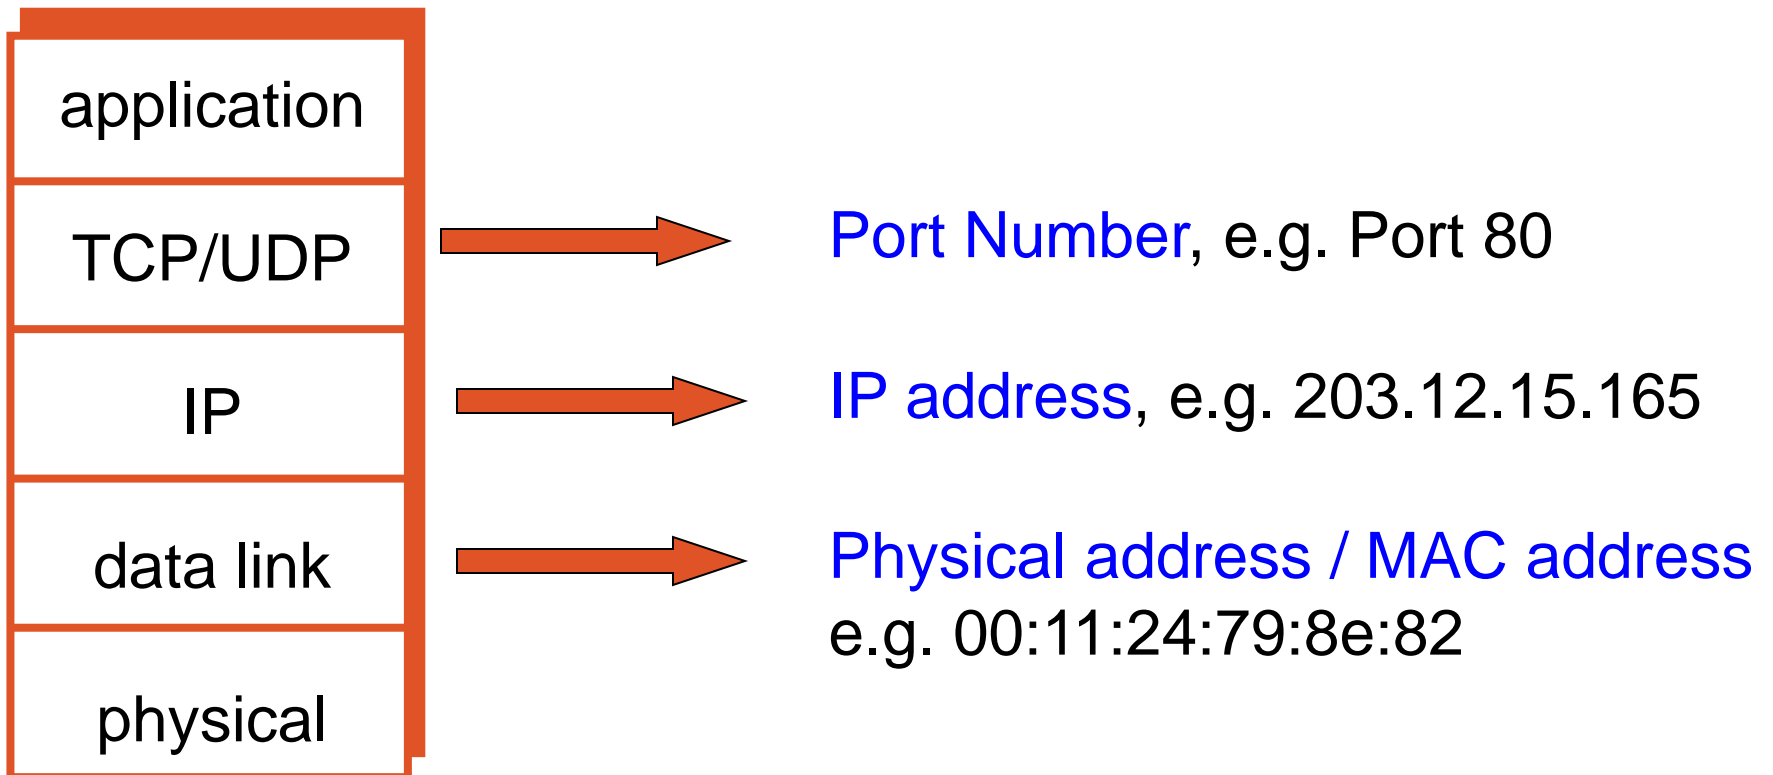 application
TCP/UDP
Port Number, e.g. Port 80
IP
IP address, e.g. 203.12.15.165
data link
Physical address / MAC address
e.g. 00:11:24:79:8e:82
physical